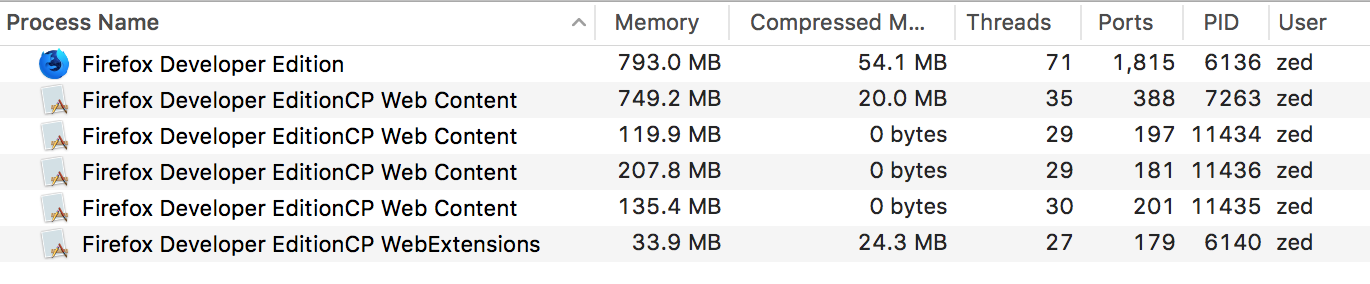 Process Name Memory Compressed M... Threads Ports PID User
Firefox Developer Edition 793.0 MB 54.1 MB 71 1,815 6136 zed
Firefox Developer EditionCP Web Content 749.2 MB 20.0 MB 35 388 7263 zed
Firefox Developer EditionCP Web Content 119.9 MB 0 bytes 29 197 11434 zed
Firefox Developer EditionCP Web Content 207.8 MB 0 bytes 29 181 11436 zed
Firefox Developer EditionCP Web Content 135.4 MB 0 bytes 30 201 11435 zed
Firefox Developer EditionCP WebExtensions 33.9 MB 24.3 MB 27 179 6140 zed